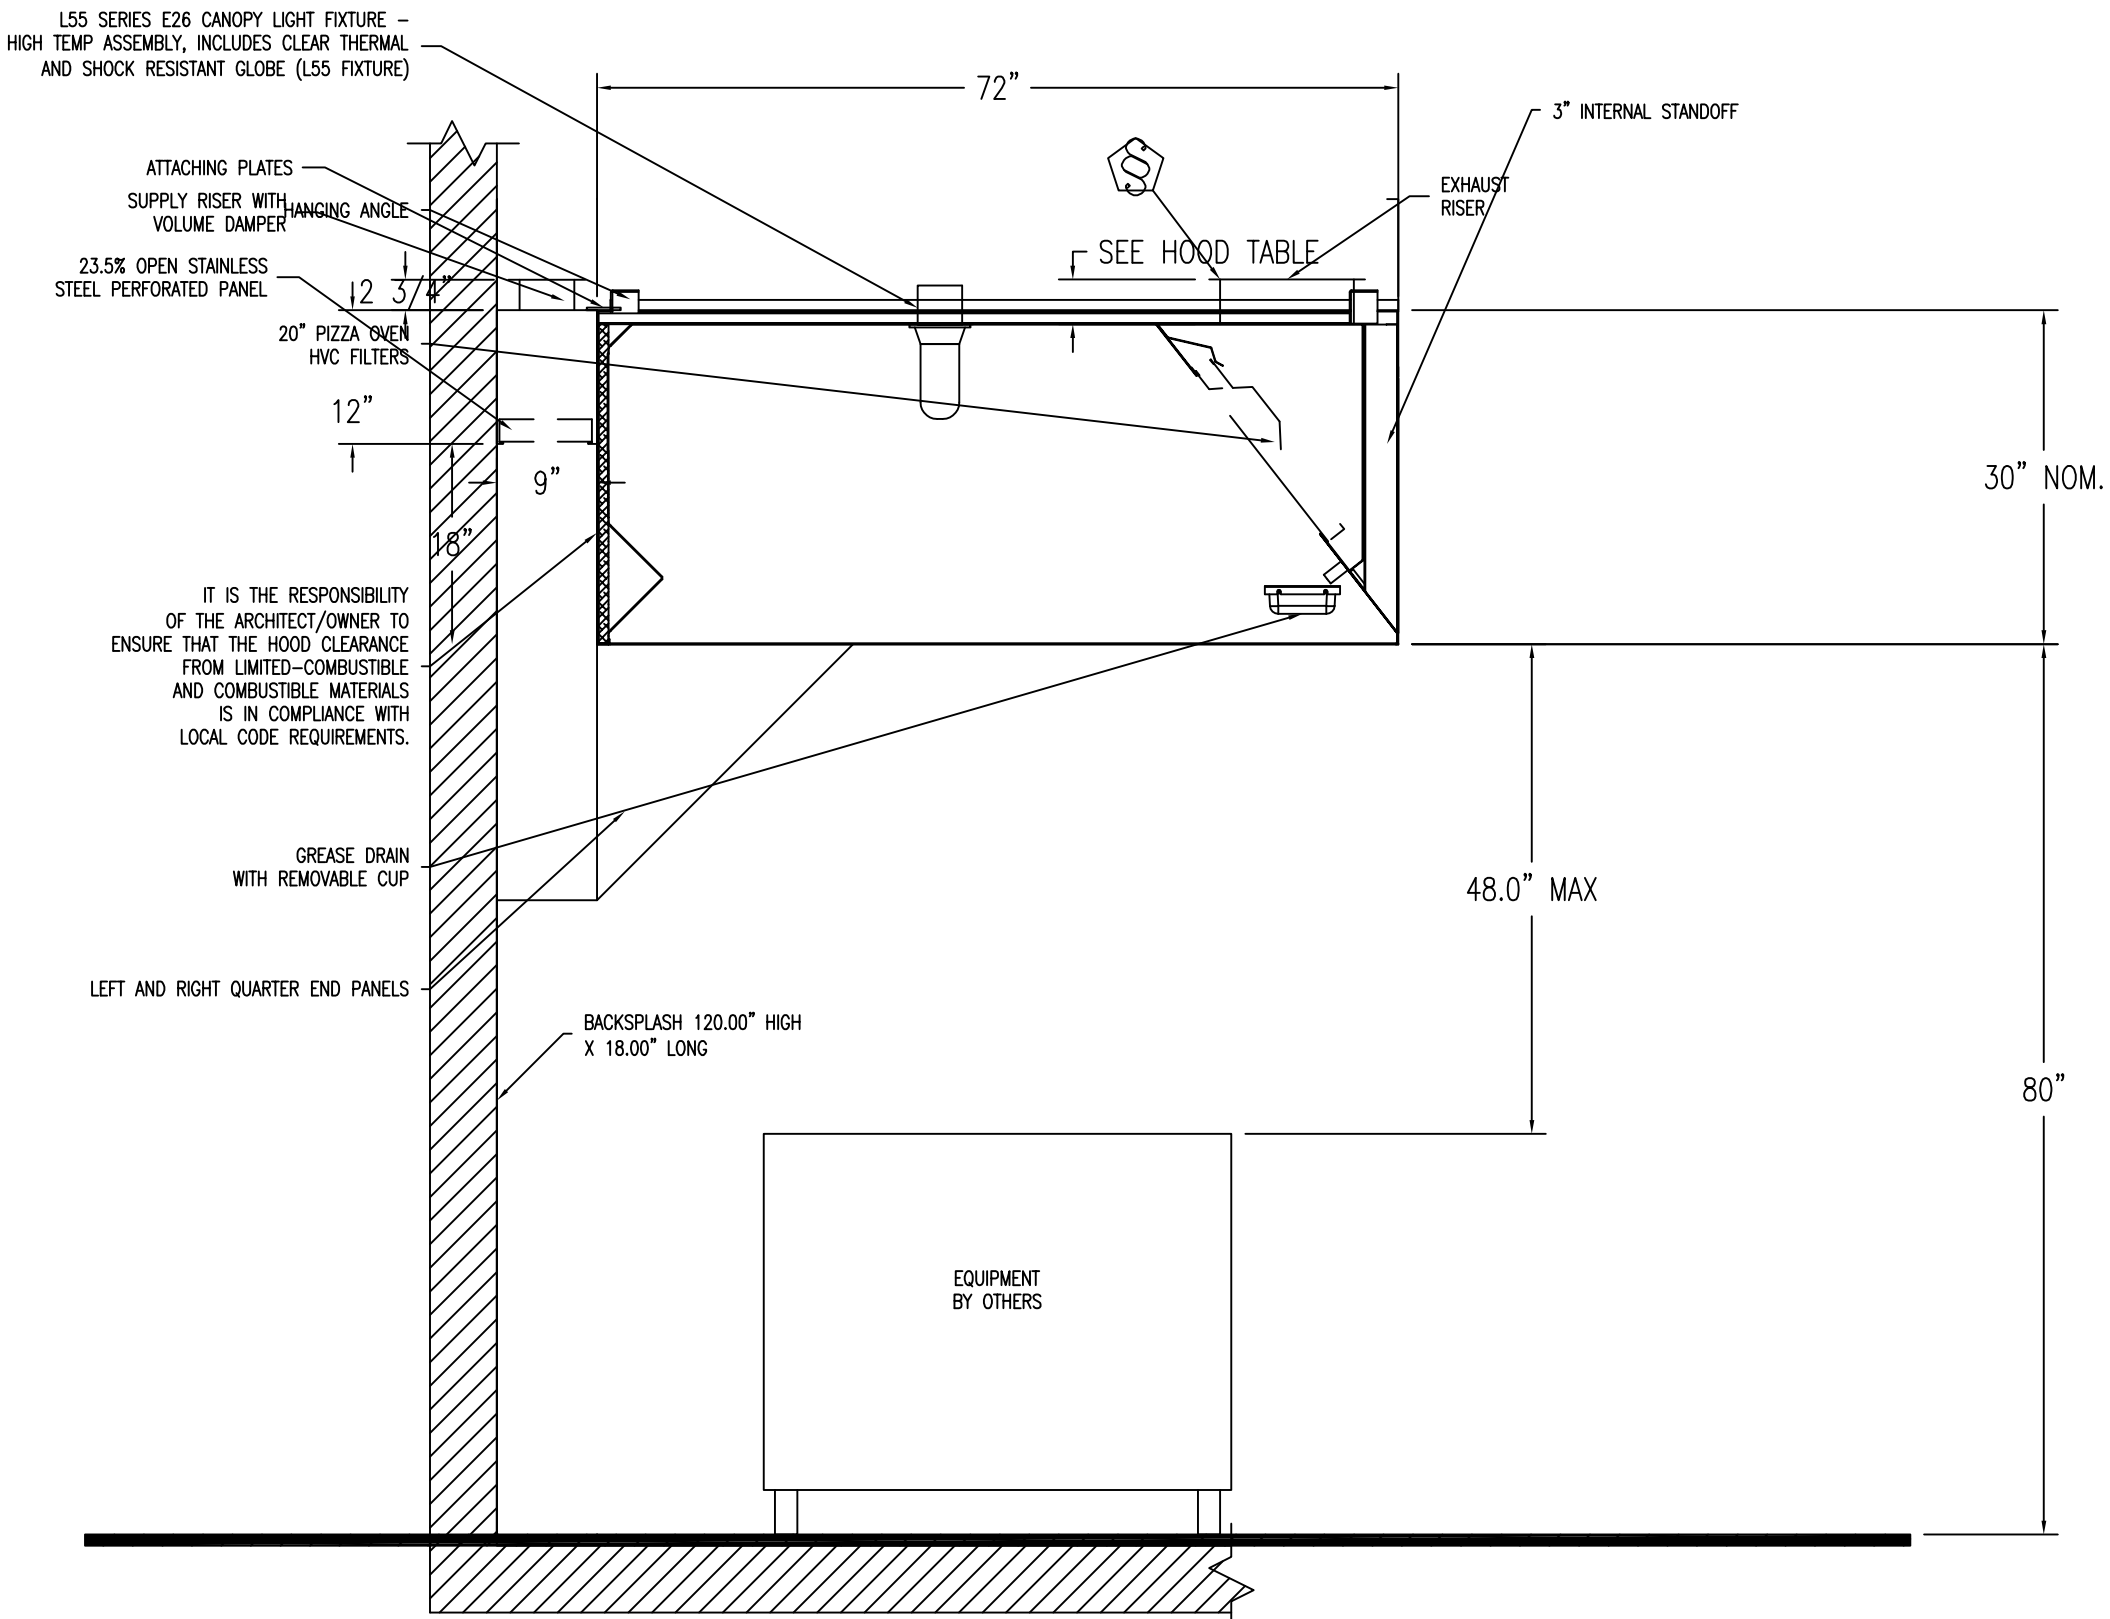 L55 SERIES E26 CANOPY LIGHT FIXTURE –
HIGH TEMP ASSEMBLY, INCLUDES CLEAR THERMAL
AND SHOCK RESISTANT GLOBE (L55 FIXTURE)
72"
3" INTERNAL STANDOFF
ATTACHING PLATES
SUPPLY RISER WITH
VOLUME DAMPER
HANGING ANGLE
EXHAUST
RISER
SEE HOOD TABLE
23.5% OPEN STAINLESS
STEEL PERFORATED PANEL
2 3/4"
20" PIZZA OVEN
HVC FILTERS
12"
9"
30" NOM.
18"
IT IS THE RESPONSIBILITY
OF THE ARCHITECT/OWNER TO
ENSURE THAT THE HOOD CLEARANCE
FROM LIMITED–COMBUSTIBLE
AND COMBUSTIBLE MATERIALS
IS IN COMPLIANCE WITH
LOCAL CODE REQUIREMENTS.
GREASE DRAIN
WITH REMOVABLE CUP
48.0" MAX
LEFT AND RIGHT QUARTER END PANELS
BACKSPLASH 120.00" HIGH
X 18.00" LONG
80"
EQUIPMENT
BY OTHERS